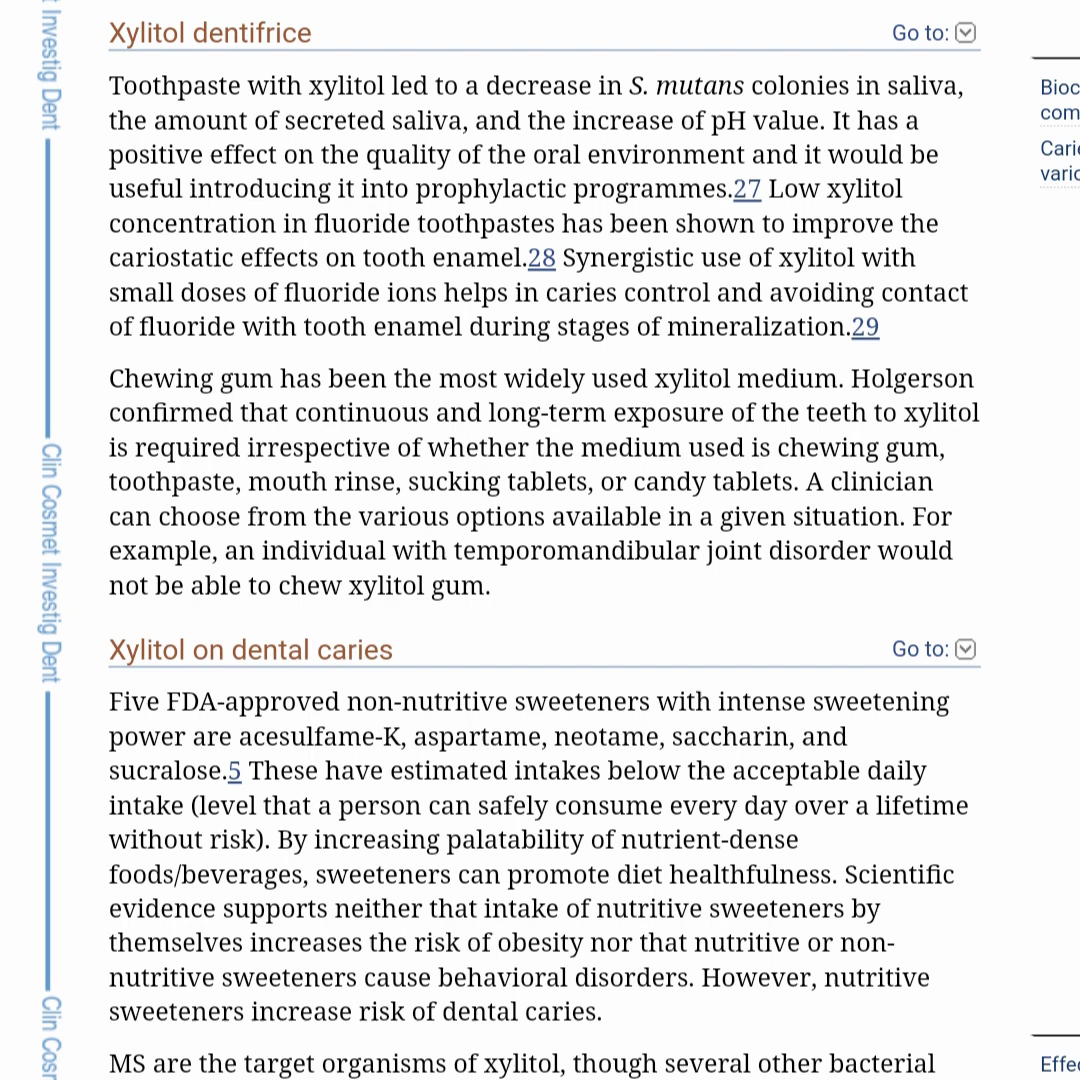 Xylitol dentifrice
Go to:
Toothpaste with xylitol led to a decrease in S. mutans colonies in saliva,
the amount of secreted saliva, and the increase of pH value. It has a
positive effect on the quality of the oral environment and it would be
useful introducing it into prophylactic programmes.27 Low xylitol
concentration in fluoride toothpastes has been shown to improve the
cariostatic effects on tooth enamel.28 Synergistic use of xylitol with
small doses of fluoride ions helps in caries control and avoiding contact
of fluoride with tooth enamel during stages of mineralization.29
Chewing gum has been the most widely used xylitol medium. Holgerson
confirmed that continuous and long-term exposure of the teeth to xylitol
is required irrespective of whether the medium used is chewing gum,
toothpaste, mouth rinse, sucking tablets, or candy tablets. A clinician
can choose from the various options available in a given situation. For
example, an individual with temporomandibular joint disorder would
not be able to chew xylitol gum.
Xylitol on dental caries
Go to:
Five FDA-approved non-nutritive sweeteners with intense sweetening
power are acesulfame-K, aspartame, neotame, saccharin, and
sucralose.5 These have estimated intakes below the acceptable daily
intake (level that a person can safely consume every day over a lifetime
without risk). By increasing palatability of nutrient-dense
foods/beverages, sweeteners can promote diet healthfulness. Scientific
evidence supports neither that intake of nutritive sweeteners by
themselves increases the risk of obesity nor that nutritive or non-
nutritive sweeteners cause behavioral disorders. However, nutritive
sweeteners increase risk of dental caries.
MS are the target organisms of xylitol, though several other bacterial
t Investig Dent
Clin Cosmet Investig Dent
Clin Cosm
Bioc
com
Carie
vario
Effec